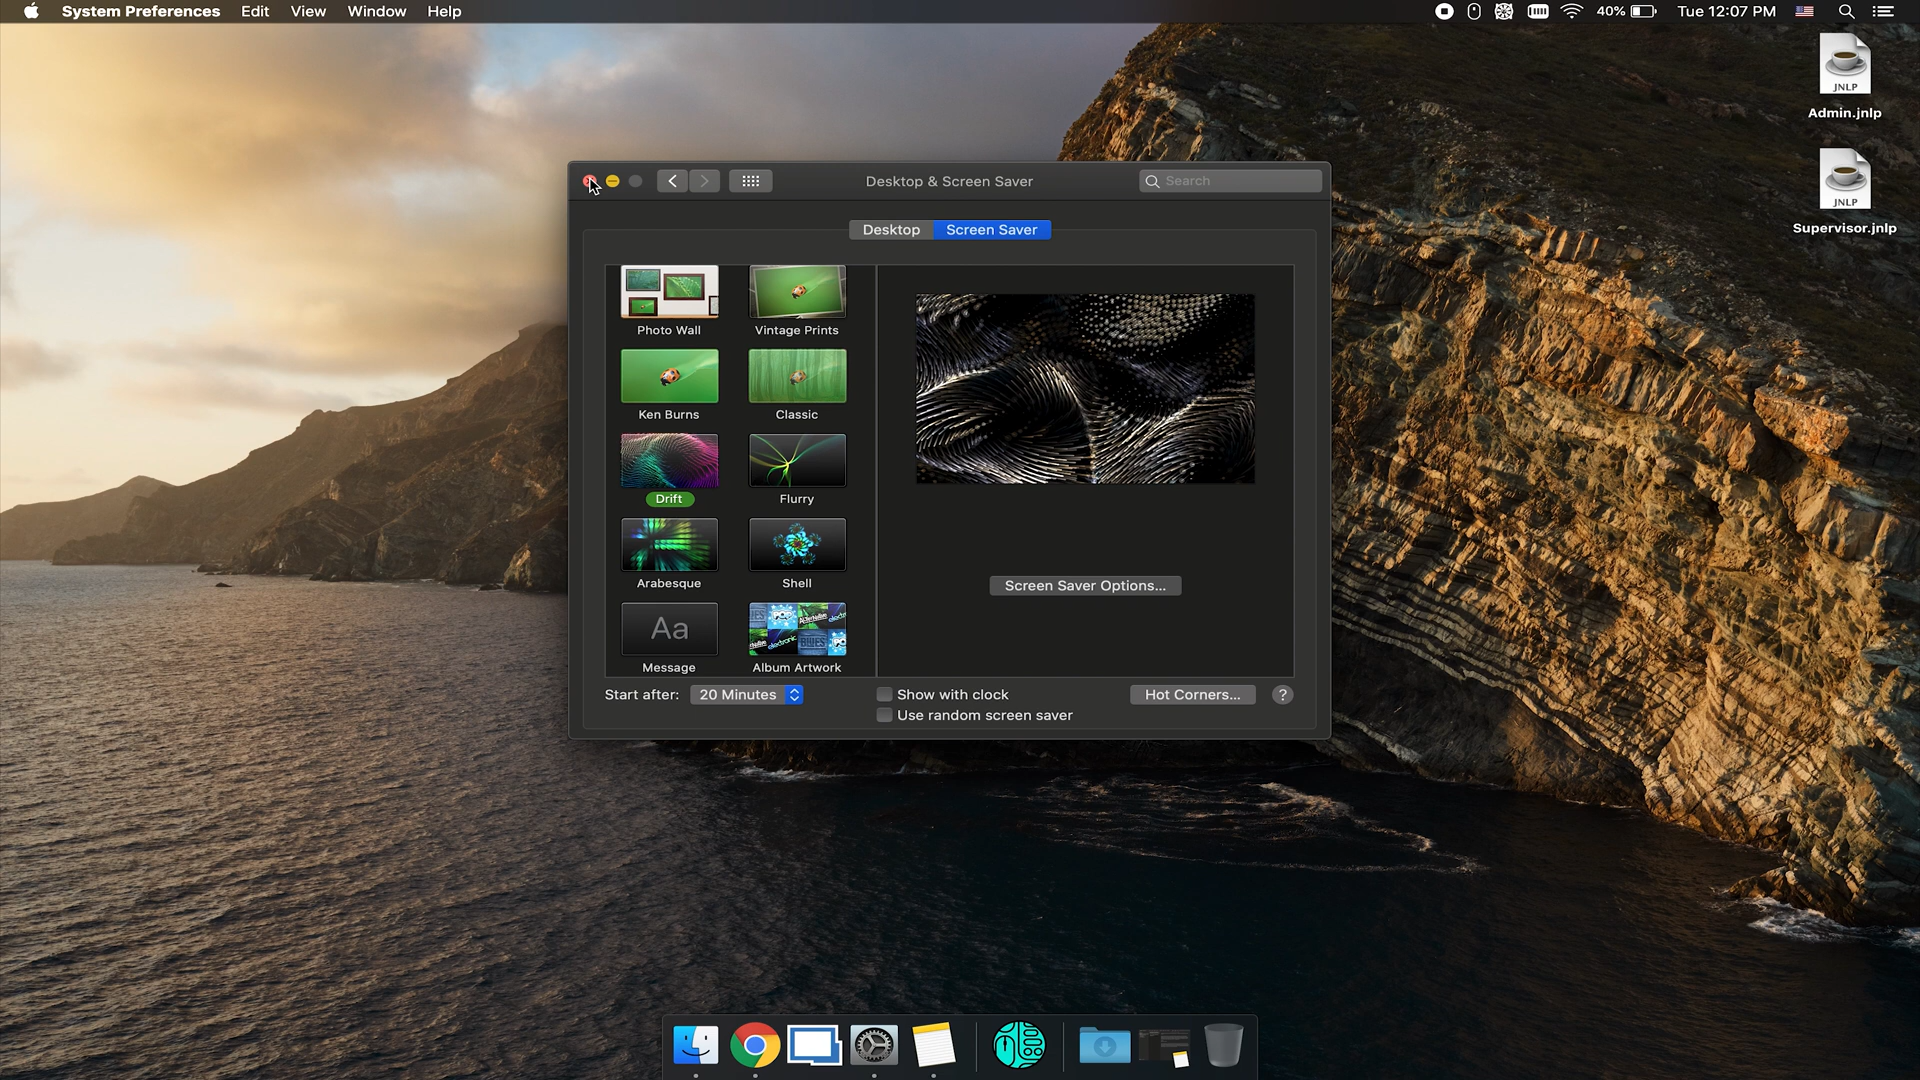 System Preferences Edit View Window Help
40% Tue 12:07 PM
JNLP
Admin.jnlp
JNLP
Supervisor.jnlp
Desktop & Screen Saver
Search
Desktop Screen Saver
Photo Wall Vintage Prints
Ken Burns Classic
Drift Flurry
Arabesque Shell
Aa
Message Album Artwork
Screen Saver Options...
Start after: 20 Minutes
Show with clock
Use random screen saver
Hot Corners...
?